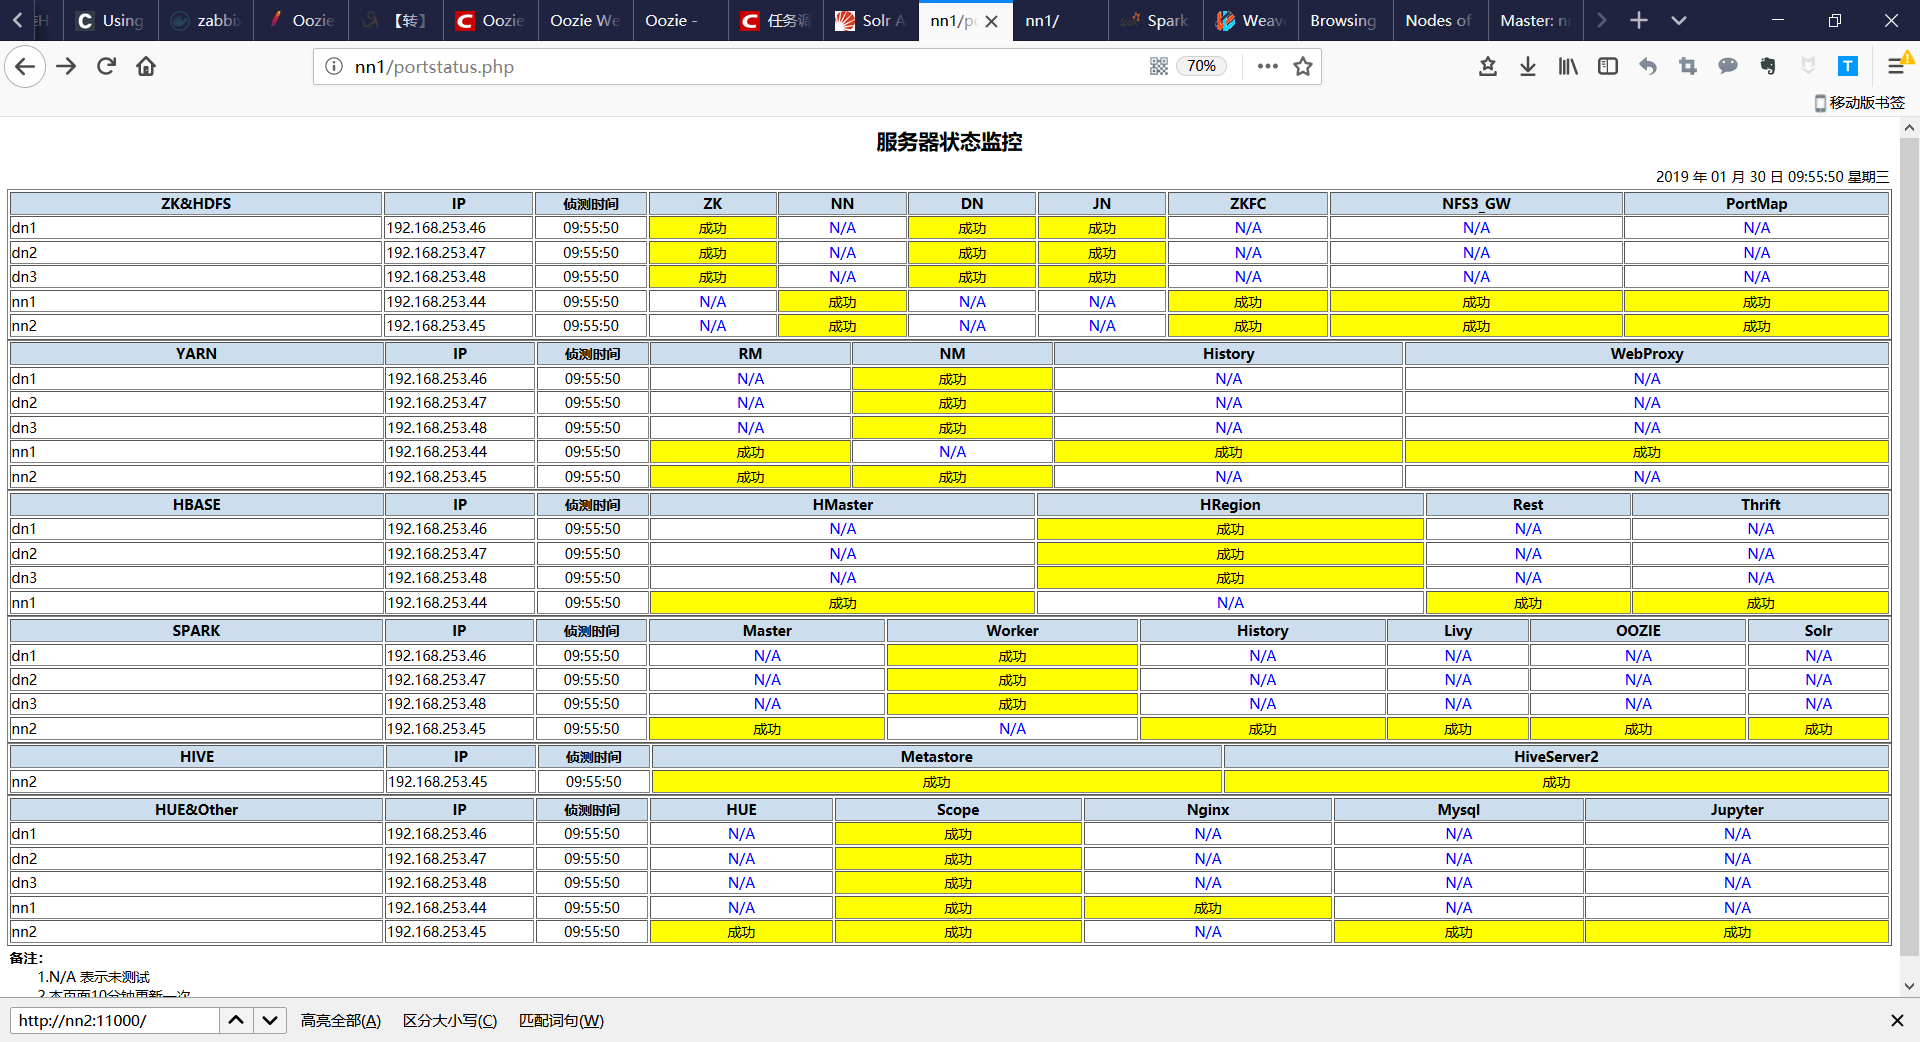 Using zabbi Oozie 【转】 Oozie Oozie We Oozie - 任务调 Solr A nn1/p nn1/ Spark Weav Browsing Nodes of Master: n
nn1/portstatus.php 70%
移动版书签
服务器状态监控
2019 年 01 月 30 日 09:55:50 星期三
ZK&HDFS IP 侦测时间 ZK NN DN JN ZKFC NFS3_GW PortMap
dn1 192.168.253.46 09:55:50 成功 N/A 成功 成功 N/A N/A N/A
dn2 192.168.253.47 09:55:50 成功 N/A 成功 成功 N/A N/A N/A
dn3 192.168.253.48 09:55:50 成功 N/A 成功 成功 N/A N/A N/A
nn1 192.168.253.44 09:55:50 N/A 成功 N/A N/A 成功 成功 成功
nn2 192.168.253.45 09:55:50 N/A 成功 N/A N/A 成功 成功 成功
YARN IP 侦测时间 RM NM History WebProxy
dn1 192.168.253.46 09:55:50 N/A 成功 N/A N/A
dn2 192.168.253.47 09:55:50 N/A 成功 N/A N/A
dn3 192.168.253.48 09:55:50 N/A 成功 N/A N/A
nn1 192.168.253.44 09:55:50 成功 N/A 成功 成功
nn2 192.168.253.45 09:55:50 成功 成功 N/A N/A
HBASE IP 侦测时间 HMaster HRegion Rest Thrift
dn1 192.168.253.46 09:55:50 N/A 成功 N/A N/A
dn2 192.168.253.47 09:55:50 N/A 成功 N/A N/A
dn3 192.168.253.48 09:55:50 N/A 成功 N/A N/A
nn1 192.168.253.44 09:55:50 成功 N/A 成功 成功
SPARK IP 侦测时间 Master Worker History Livy OOZIE Solr
dn1 192.168.253.46 09:55:50 N/A 成功 N/A N/A N/A N/A
dn2 192.168.253.47 09:55:50 N/A 成功 N/A N/A N/A N/A
dn3 192.168.253.48 09:55:50 N/A 成功 N/A N/A N/A N/A
nn2 192.168.253.45 09:55:50 成功 N/A 成功 成功 成功 成功
HIVE IP 侦测时间 Metastore HiveServer2
nn2 192.168.253.45 09:55:50 成功 成功
HUE&Other IP 侦测时间 HUE Scope Nginx Mysql Jupyter
dn1 192.168.253.46 09:55:50 N/A 成功 N/A N/A N/A
dn2 192.168.253.47 09:55:50 N/A 成功 N/A N/A N/A
dn3 192.168.253.48 09:55:50 N/A 成功 N/A N/A N/A
nn1 192.168.253.44 09:55:50 N/A 成功 成功 N/A N/A
nn2 192.168.253.45 09:55:50 成功 成功 N/A 成功 成功
备注：
1.N/A 表示未测试
2.本页面10分钟更新一次
http://nn2:11000/ 高亮全部(A) 区分大小写(C) 匹配词句(W)